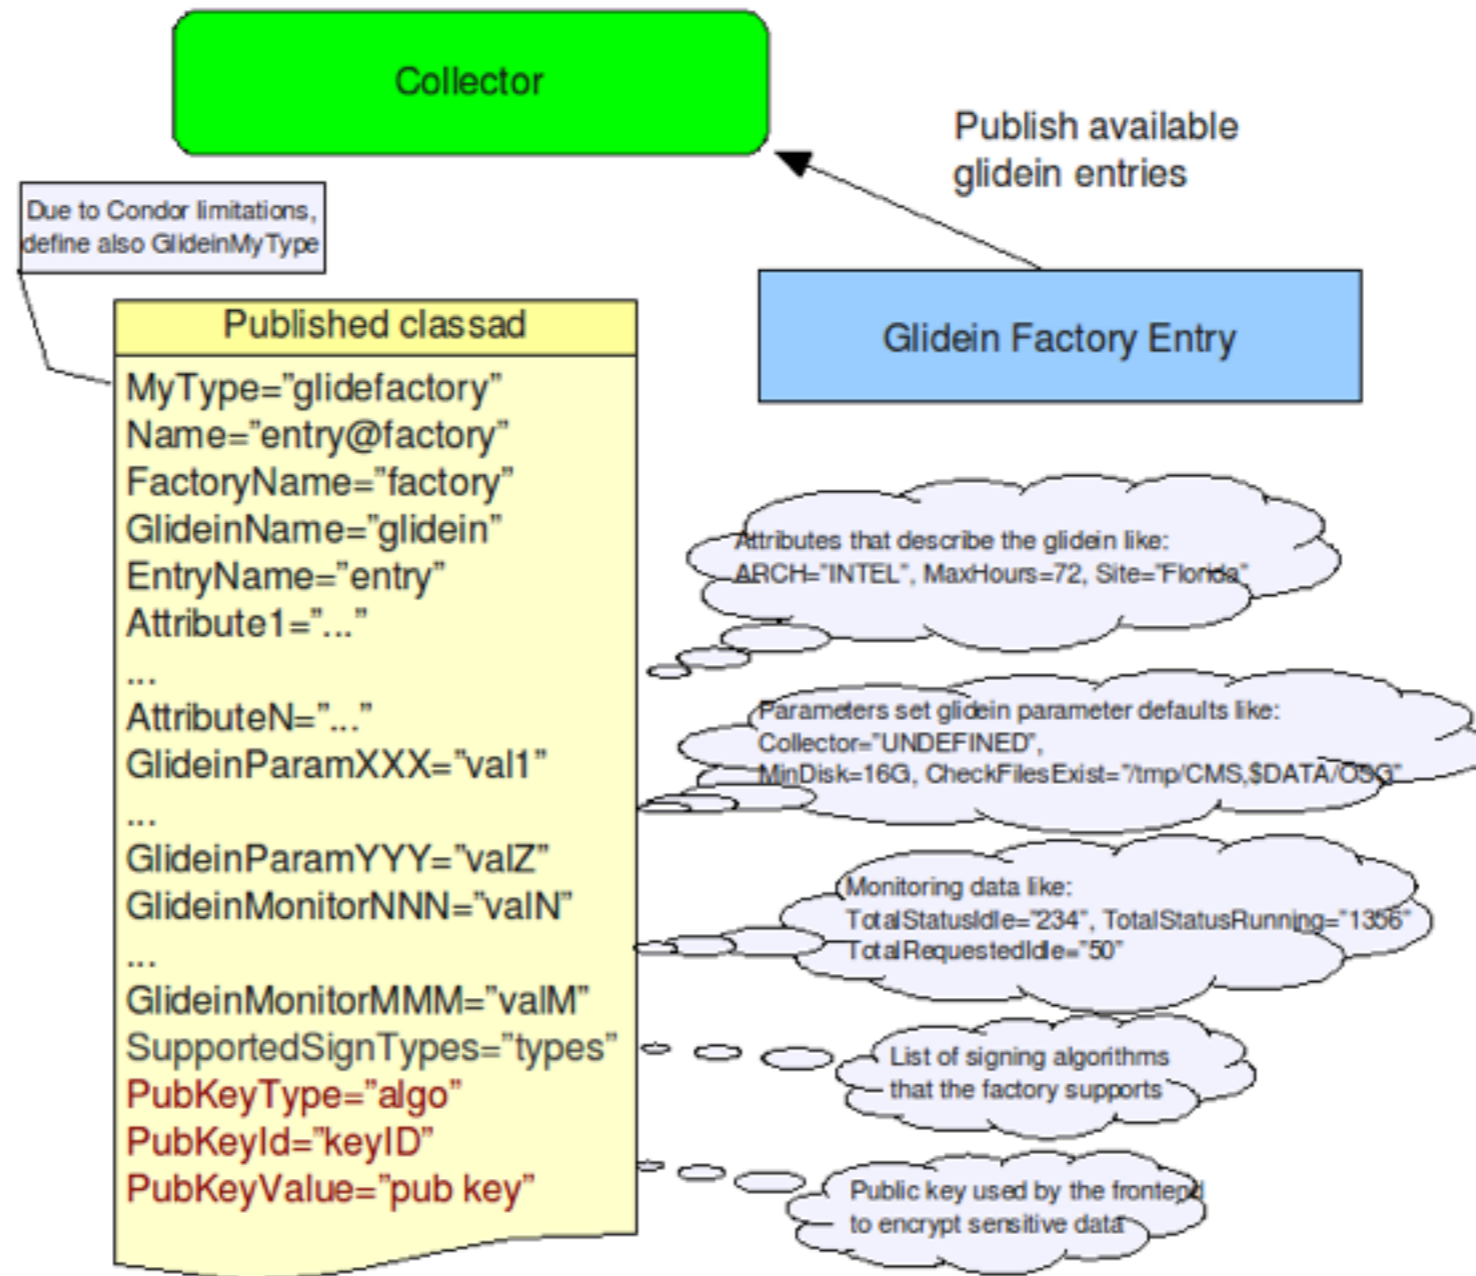 Collector
Publish available
glidein entries
Due to Condor limitations,
define also GlideinMyType
Glidein Factory Entry
Published classad
MyType=”glidefactory”
Name=”entry@factory”
FactoryName=”factory”
GlideinName=”glidein”
EntryName=”entry”
Attribute1=”...”
...
AttributeN=”...”
GlideinParamXXX=”val1”
...
GlideinParamYYY=”valZ”
GlideinMonitorNNN=”valN”
...
GlideinMonitorMMM=”valM”
SupportedSignTypes=”types”
PubKeyType=”algo”
PubKeyId=”keyID”
PubKeyValue=”pub key”
Attributes that describe the glidein like:
ARCH=”INTEL”, MaxHours=72, Site=”Florida”
Parameters set glidein parameter defaults like:
Collector=”UNDEFINED”,
MinDisk=16G, CheckFilesExist=”/tmp/CMS,$DATA/OSG”
Monitoring data like:
TotalStatusIdle=”234”, TotalStatusRunning=”1356”
TotalRequestedIdle=”50”
List of signing algorithms
that the factory supports
Public key used by the frontend
to encrypt sensitive data